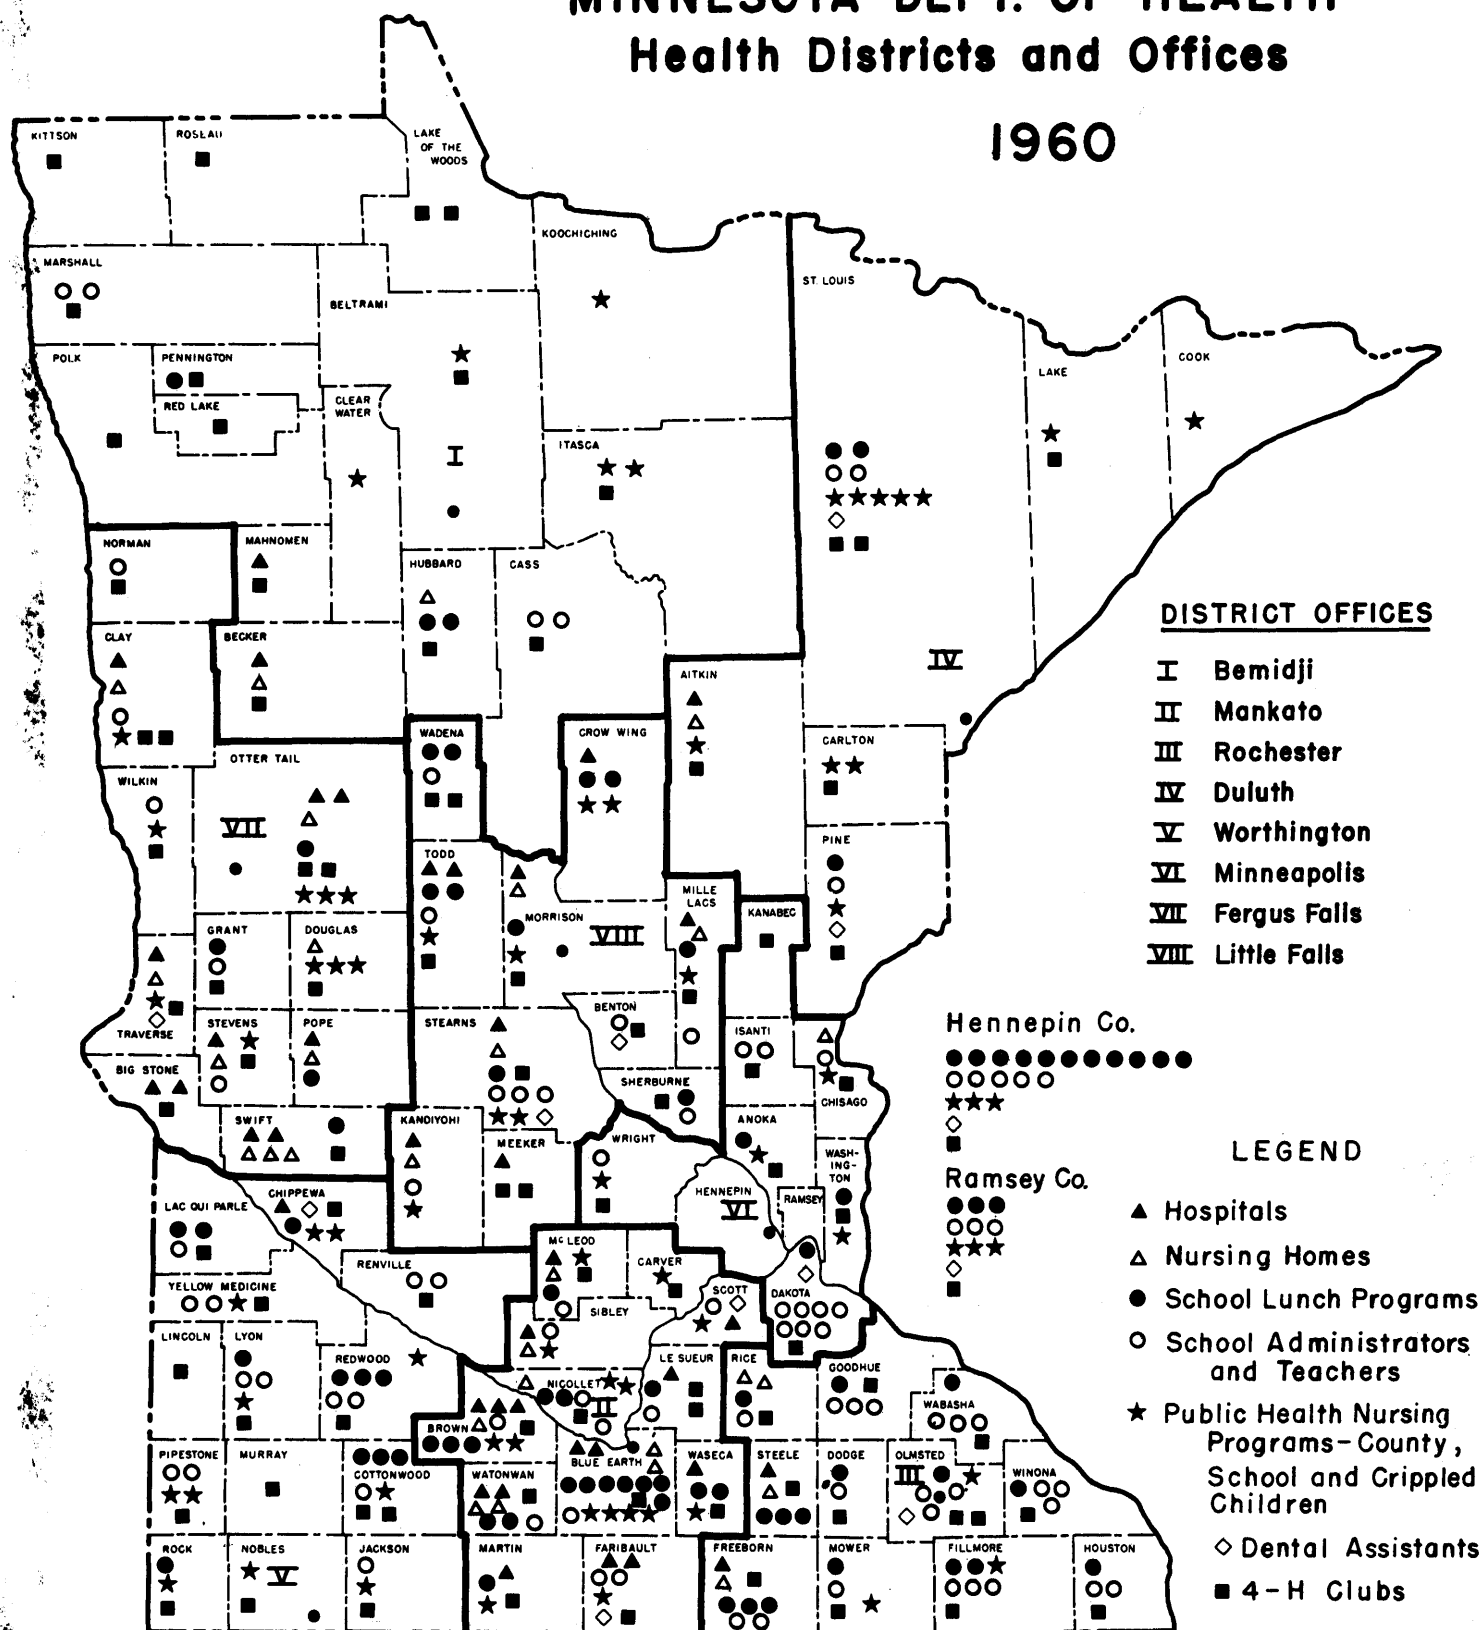 MINNESOTA DEPT. OF HEALTH
Health Districts and Offices
1960
KITTSON
ROSEAU
LAKE
OF THE
WOODS
KOOCHICHING
MARSHALL
BELTRAMI
ST. LOUIS
POLK
PENNINGTON
RED LAKE
CLEAR
WATER
LAKE
COOK
ITASCA
I
NORMAN
MAHNOMEN
HUBBARD
CASS
CLAY
BECKER
IV
AITKIN
DISTRICT OFFICES
I Bemidji
II Mankato
III Rochester
IV Duluth
V Worthington
VI Minneapolis
VII Fergus Falls
VIII Little Falls
WADENA
CROW WING
CARLTON
OTTER TAIL
WILKIN
VII
TODD
PINE
MILLE
LACS
KANABEC
GRANT
DOUGLAS
MORRISON
VIII
TRAVERSE
STEVENS
POPE
STEARNS
BENTON
ISANTI
BIG STONE
SHERBURNE
CHISAGO
SWIFT
KANDIYOHI
MEEKER
WRIGHT
ANOKA
WASH-
ING-
TON
Hennepin Co.
Ramsey Co.
LAC QUI PARLE
CHIPPEWA
HENNEPIN
VI
RAMSEY
RENVILLE
Mc LEOD
CARVER
YELLOW MEDICINE
SIBLEY
SCOTT
DAKOTA
LINCOLN
LYON
REDWOOD
NICOLLET
II
LE SUEUR
RICE
GOODHUE
WABASHA
BROWN
PIPESTONE
MURRAY
COTTONWOOD
WATONWAN
BLUE EARTH
WASECA
STEELE
DODGE
OLMSTED
III
WINONA
ROCK
NOBLES
V
JACKSON
MARTIN
FARIBAULT
FREEBORN
MOWER
FILLMORE
HOUSTON
LEGEND
Hospitals
Nursing Homes
School Lunch Programs
School Administrators
and Teachers
Public Health Nursing
Programs-County,
School and Crippled
Children
Dental Assistants
4-H Clubs